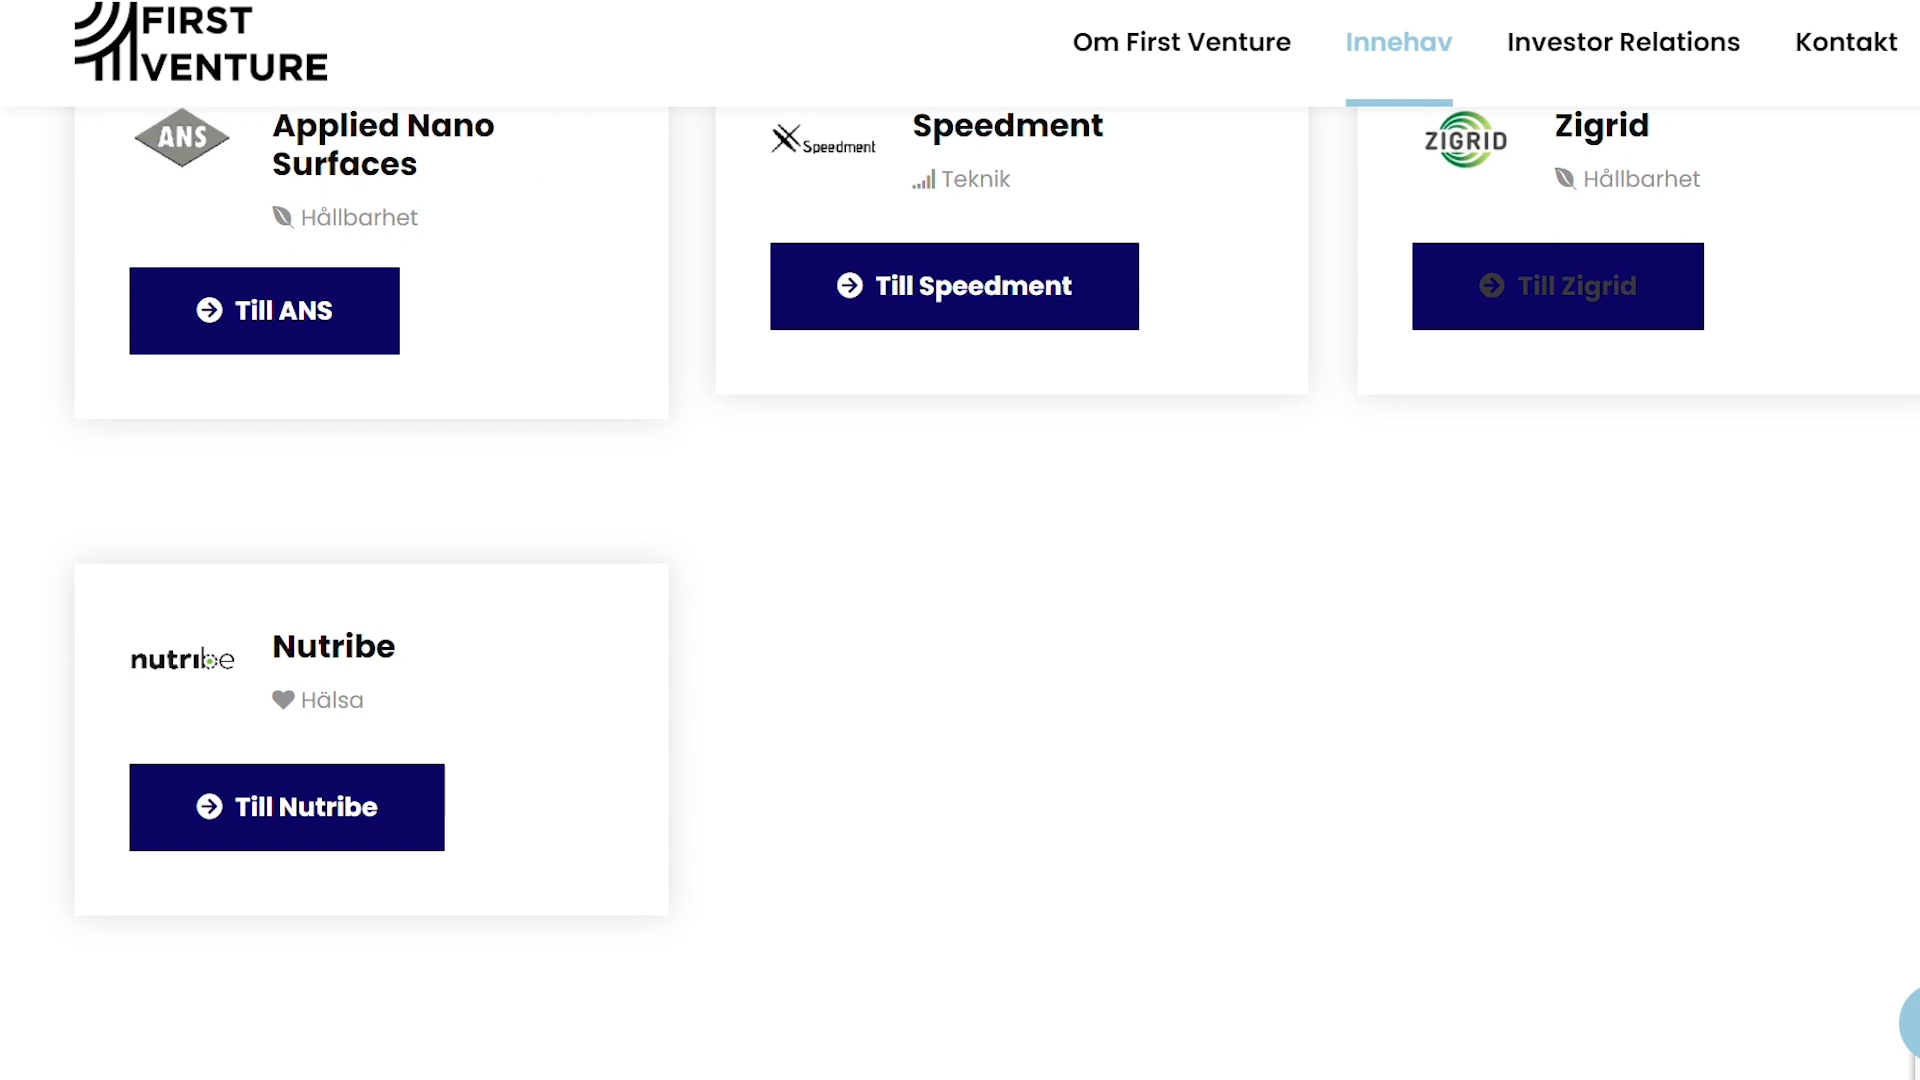 FIRST
VENTURE
Om First Venture
Innehav
Investor Relations
Kontakt
ANS
Applied Nano
Surfaces
Hållbarhet
Till ANS
Speedment
Speedment
Teknik
Till Speedment
ZIGRID
Zigrid
Hållbarhet
Till Zigrid
nutribe
Nutribe
Hälsa
Till Nutribe